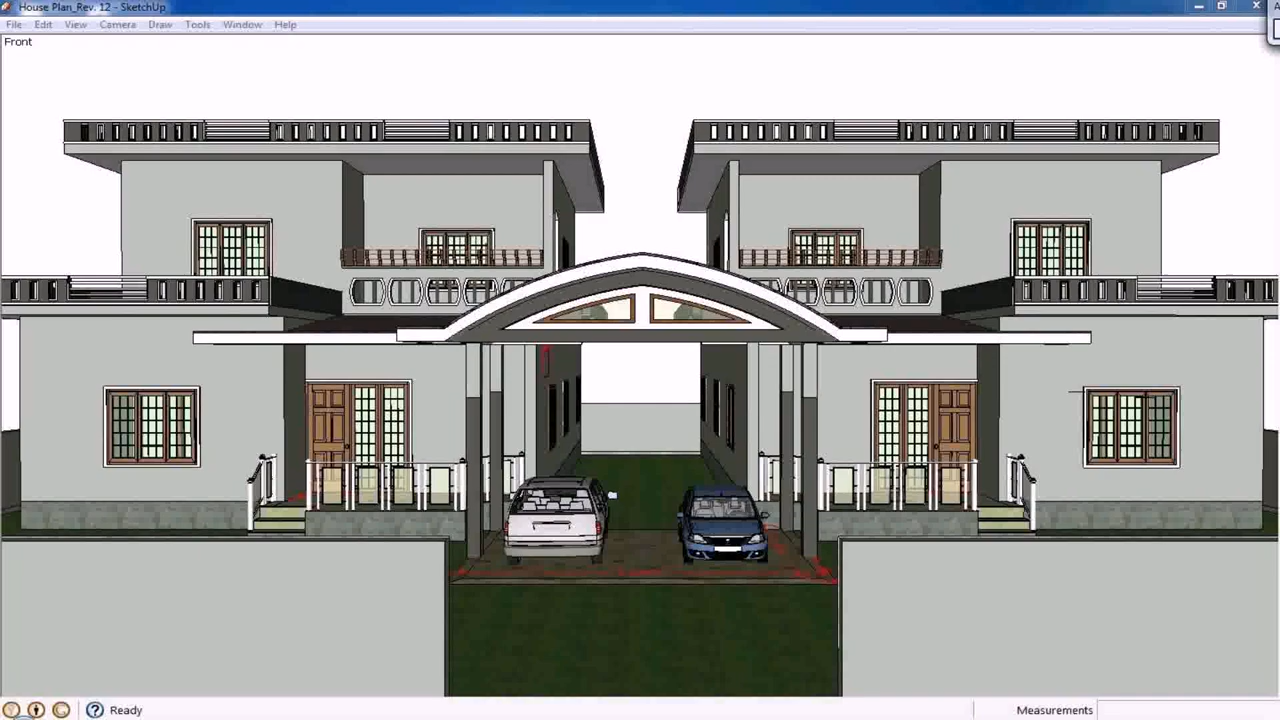 House Plan_Rev. 12 - SketchUp
File Edit View Camera Draw Tools Window Help
Front
Ready
Measurements